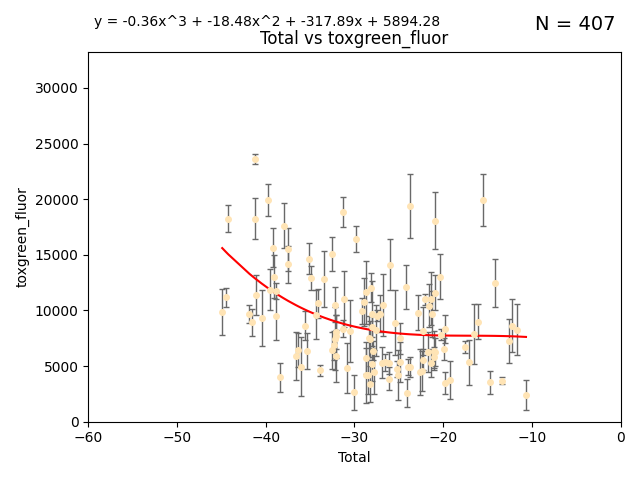 y = -0.36x^3 + -18.48x^2 + -317.89x + 5894.28
N = 407
Total vs toxgreen_fluor
toxgreen_fluor
30000
25000
20000
15000
10000
5000
0
−60 −50 −40 −30 −20 −10 0
Total